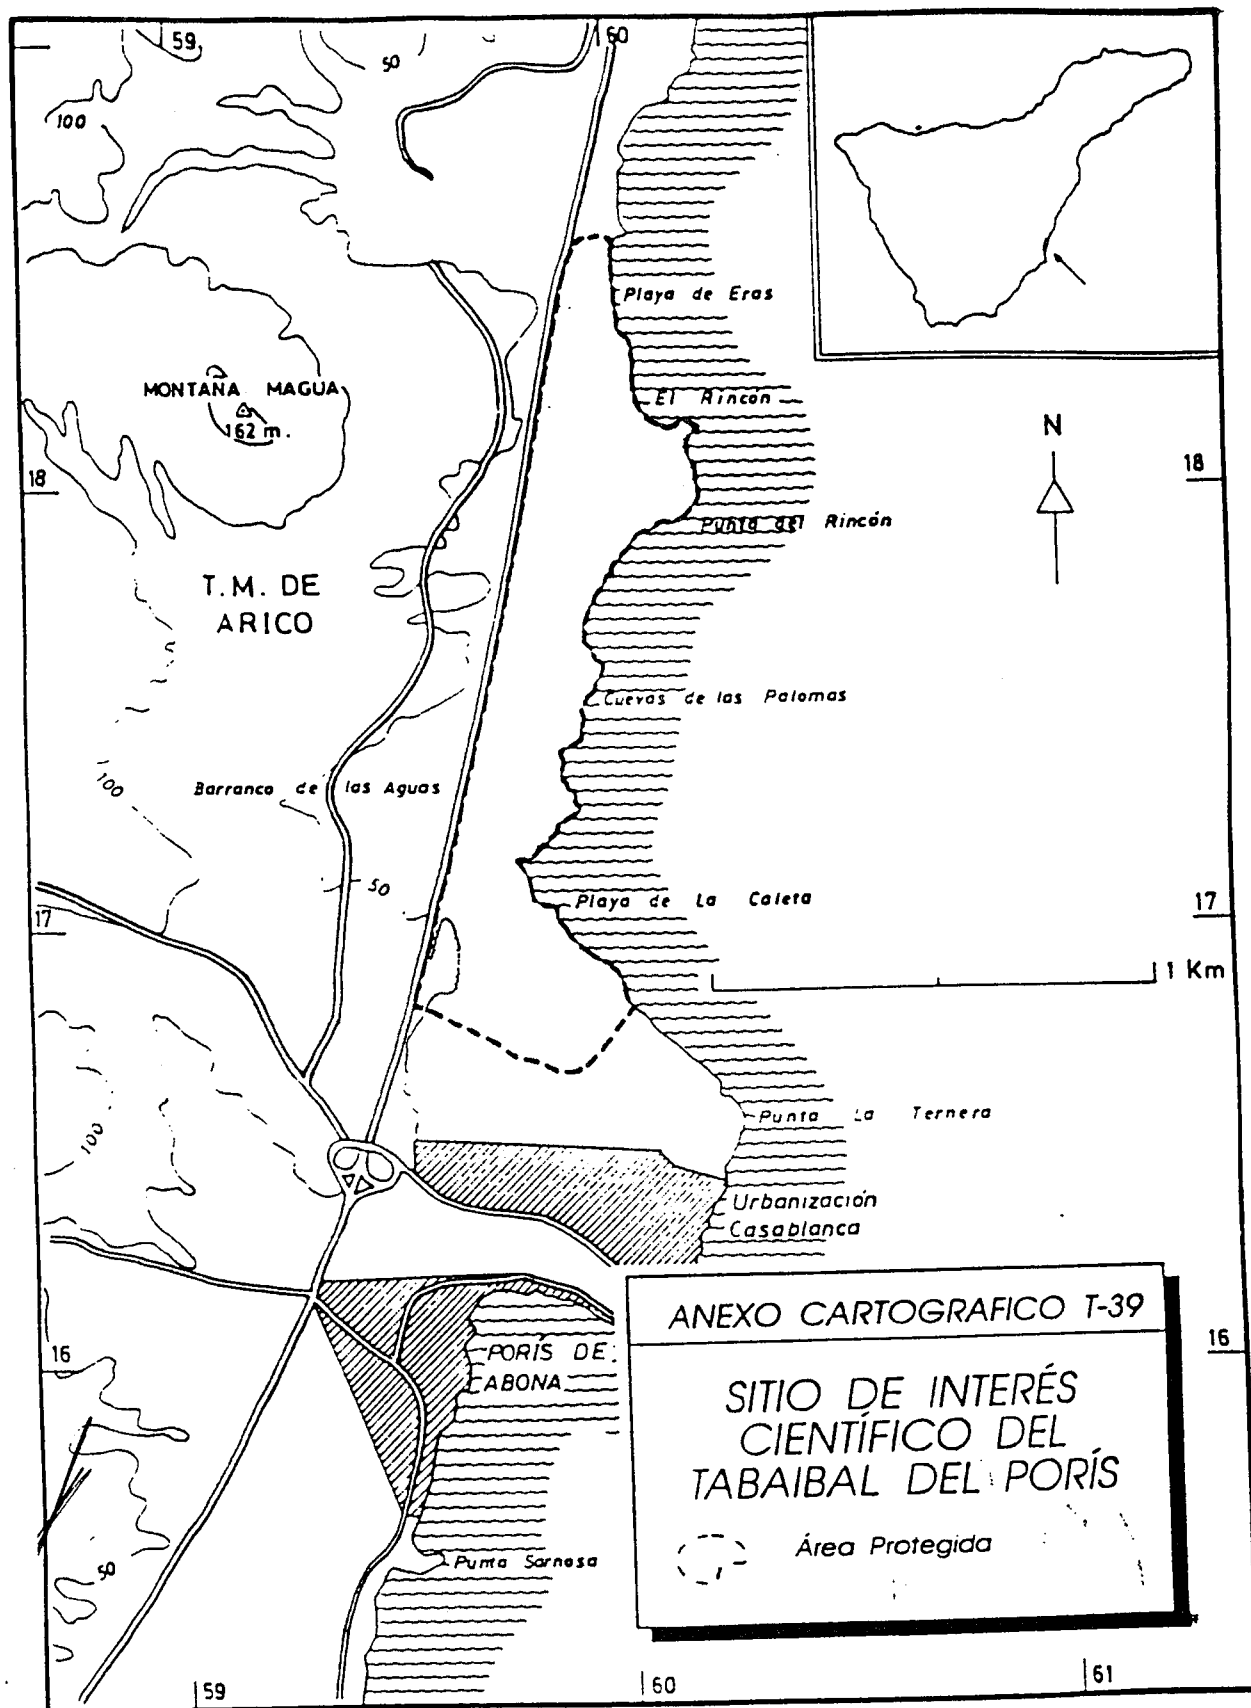 59
60
50
100
Playa de Eras
MONTAÑA MAGUA
162 m.
El Rincón
N
18
18
Punta del Rincón
T.M. DE
ARICO
Cuevas de las Palomas
100
Barranco de las Aguas
50
Playa de La Caleta
17
17
1 Km
100
Punta La Ternera
Urbanización
Casablanca
ANEXO CARTOGRAFICO T-39
16
16
PORÍS DE
ABONA
SITIO DE INTERÉS
CIENTÍFICO DEL
TABAIBAL DEL PORÍS
Área Protegida
Punta Sarnosa
50
59
60
61